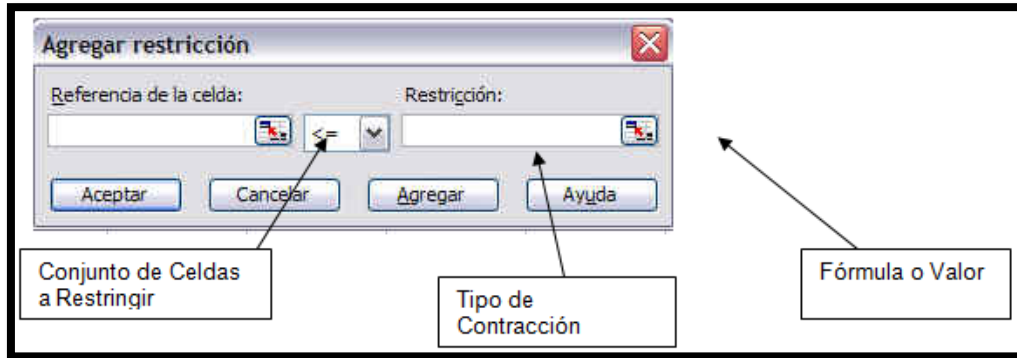 Agregar restricción
Referencia de la celda: Restricción:
<=
Aceptar Cancelar Agregar Ayuda
Conjunto de Celdas
a Restringir
Tipo de
Contracción
Fórmula o Valor